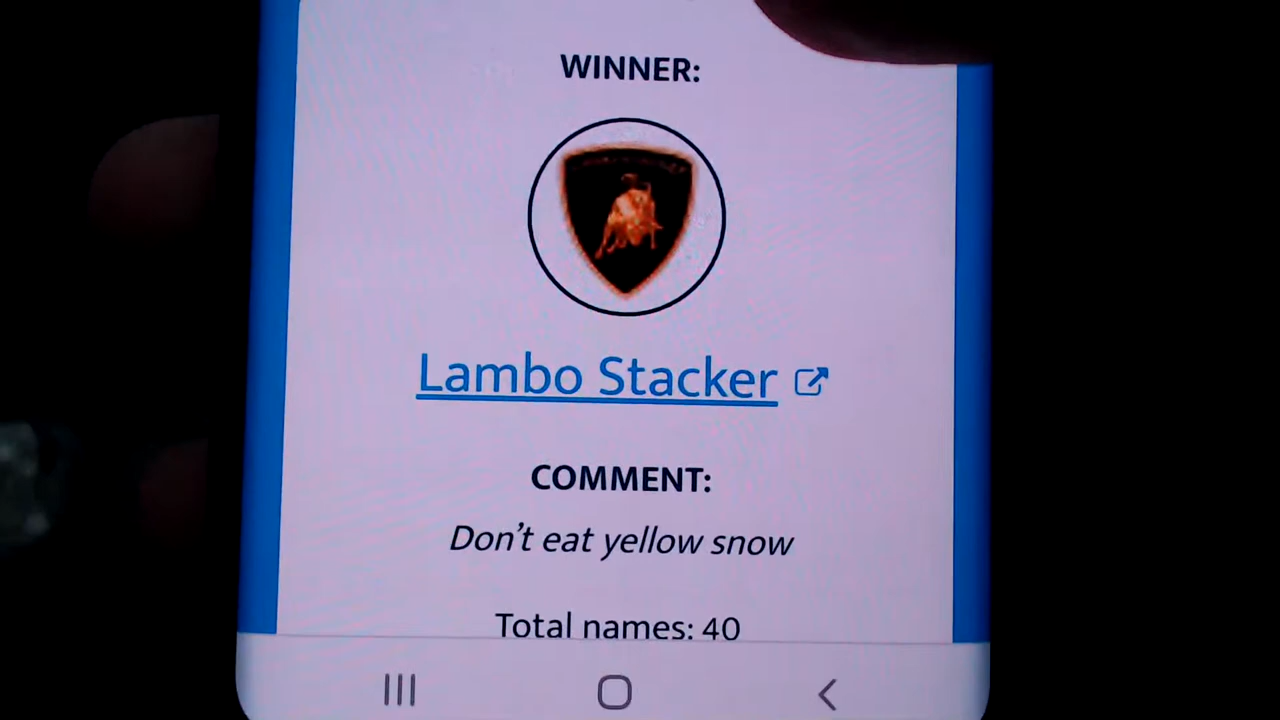 WINNER:
Lambo Stacker
COMMENT:
Don't eat yellow snow
Total names: 40